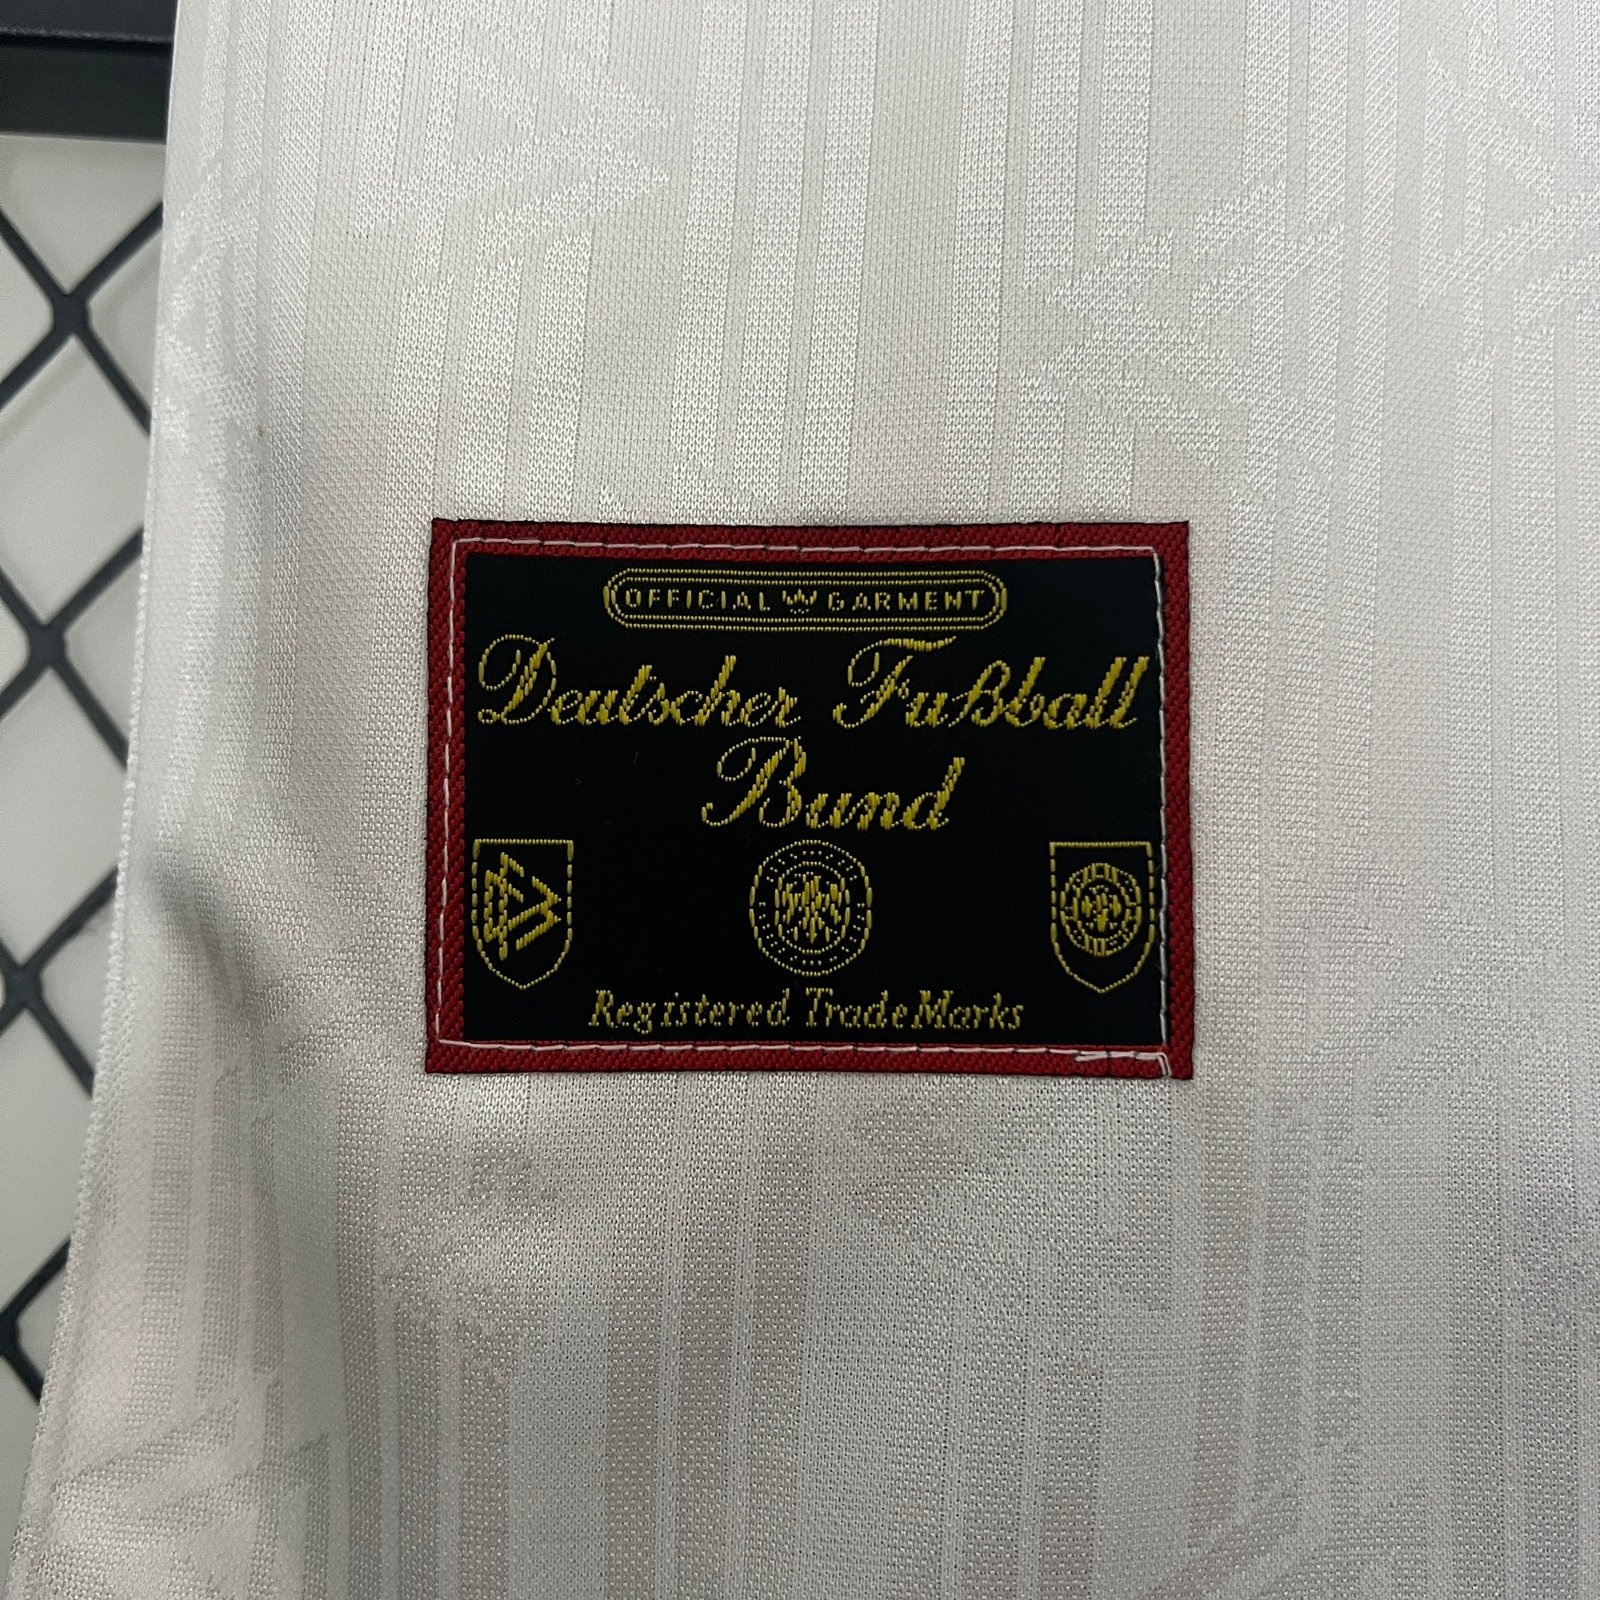 OFFICIAL GARMENT
Deutscher Fußball
Bund
Registered TradeMarks